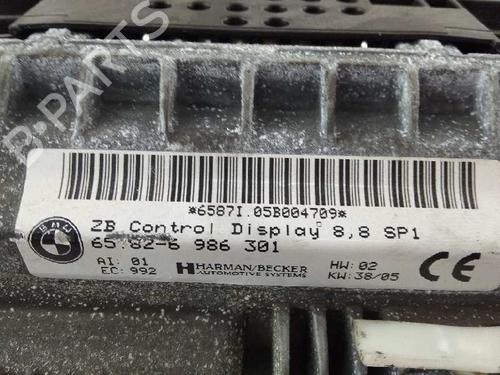 B-PARTS
*6587I.05B004709*
BMW
ZB Control Display 8,8 SP1
65.82-6 986 301
AI: 01
EC: 992
HARMAN/BECKER
AUTOMOTIVE SYSTEMS
HW: 02
KW: 38/05
CE